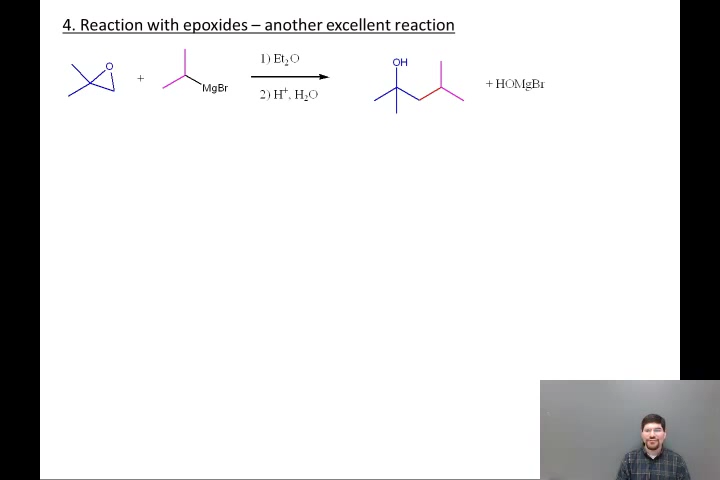 4. Reaction with epoxides – another excellent reaction
O
+
MgBr
1) Et₂O
2) H⁺, H₂O
OH
+ HOMgBr